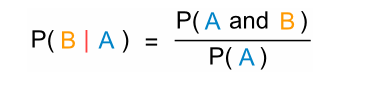 P( B | A ) = P( A and B ) / P( A )